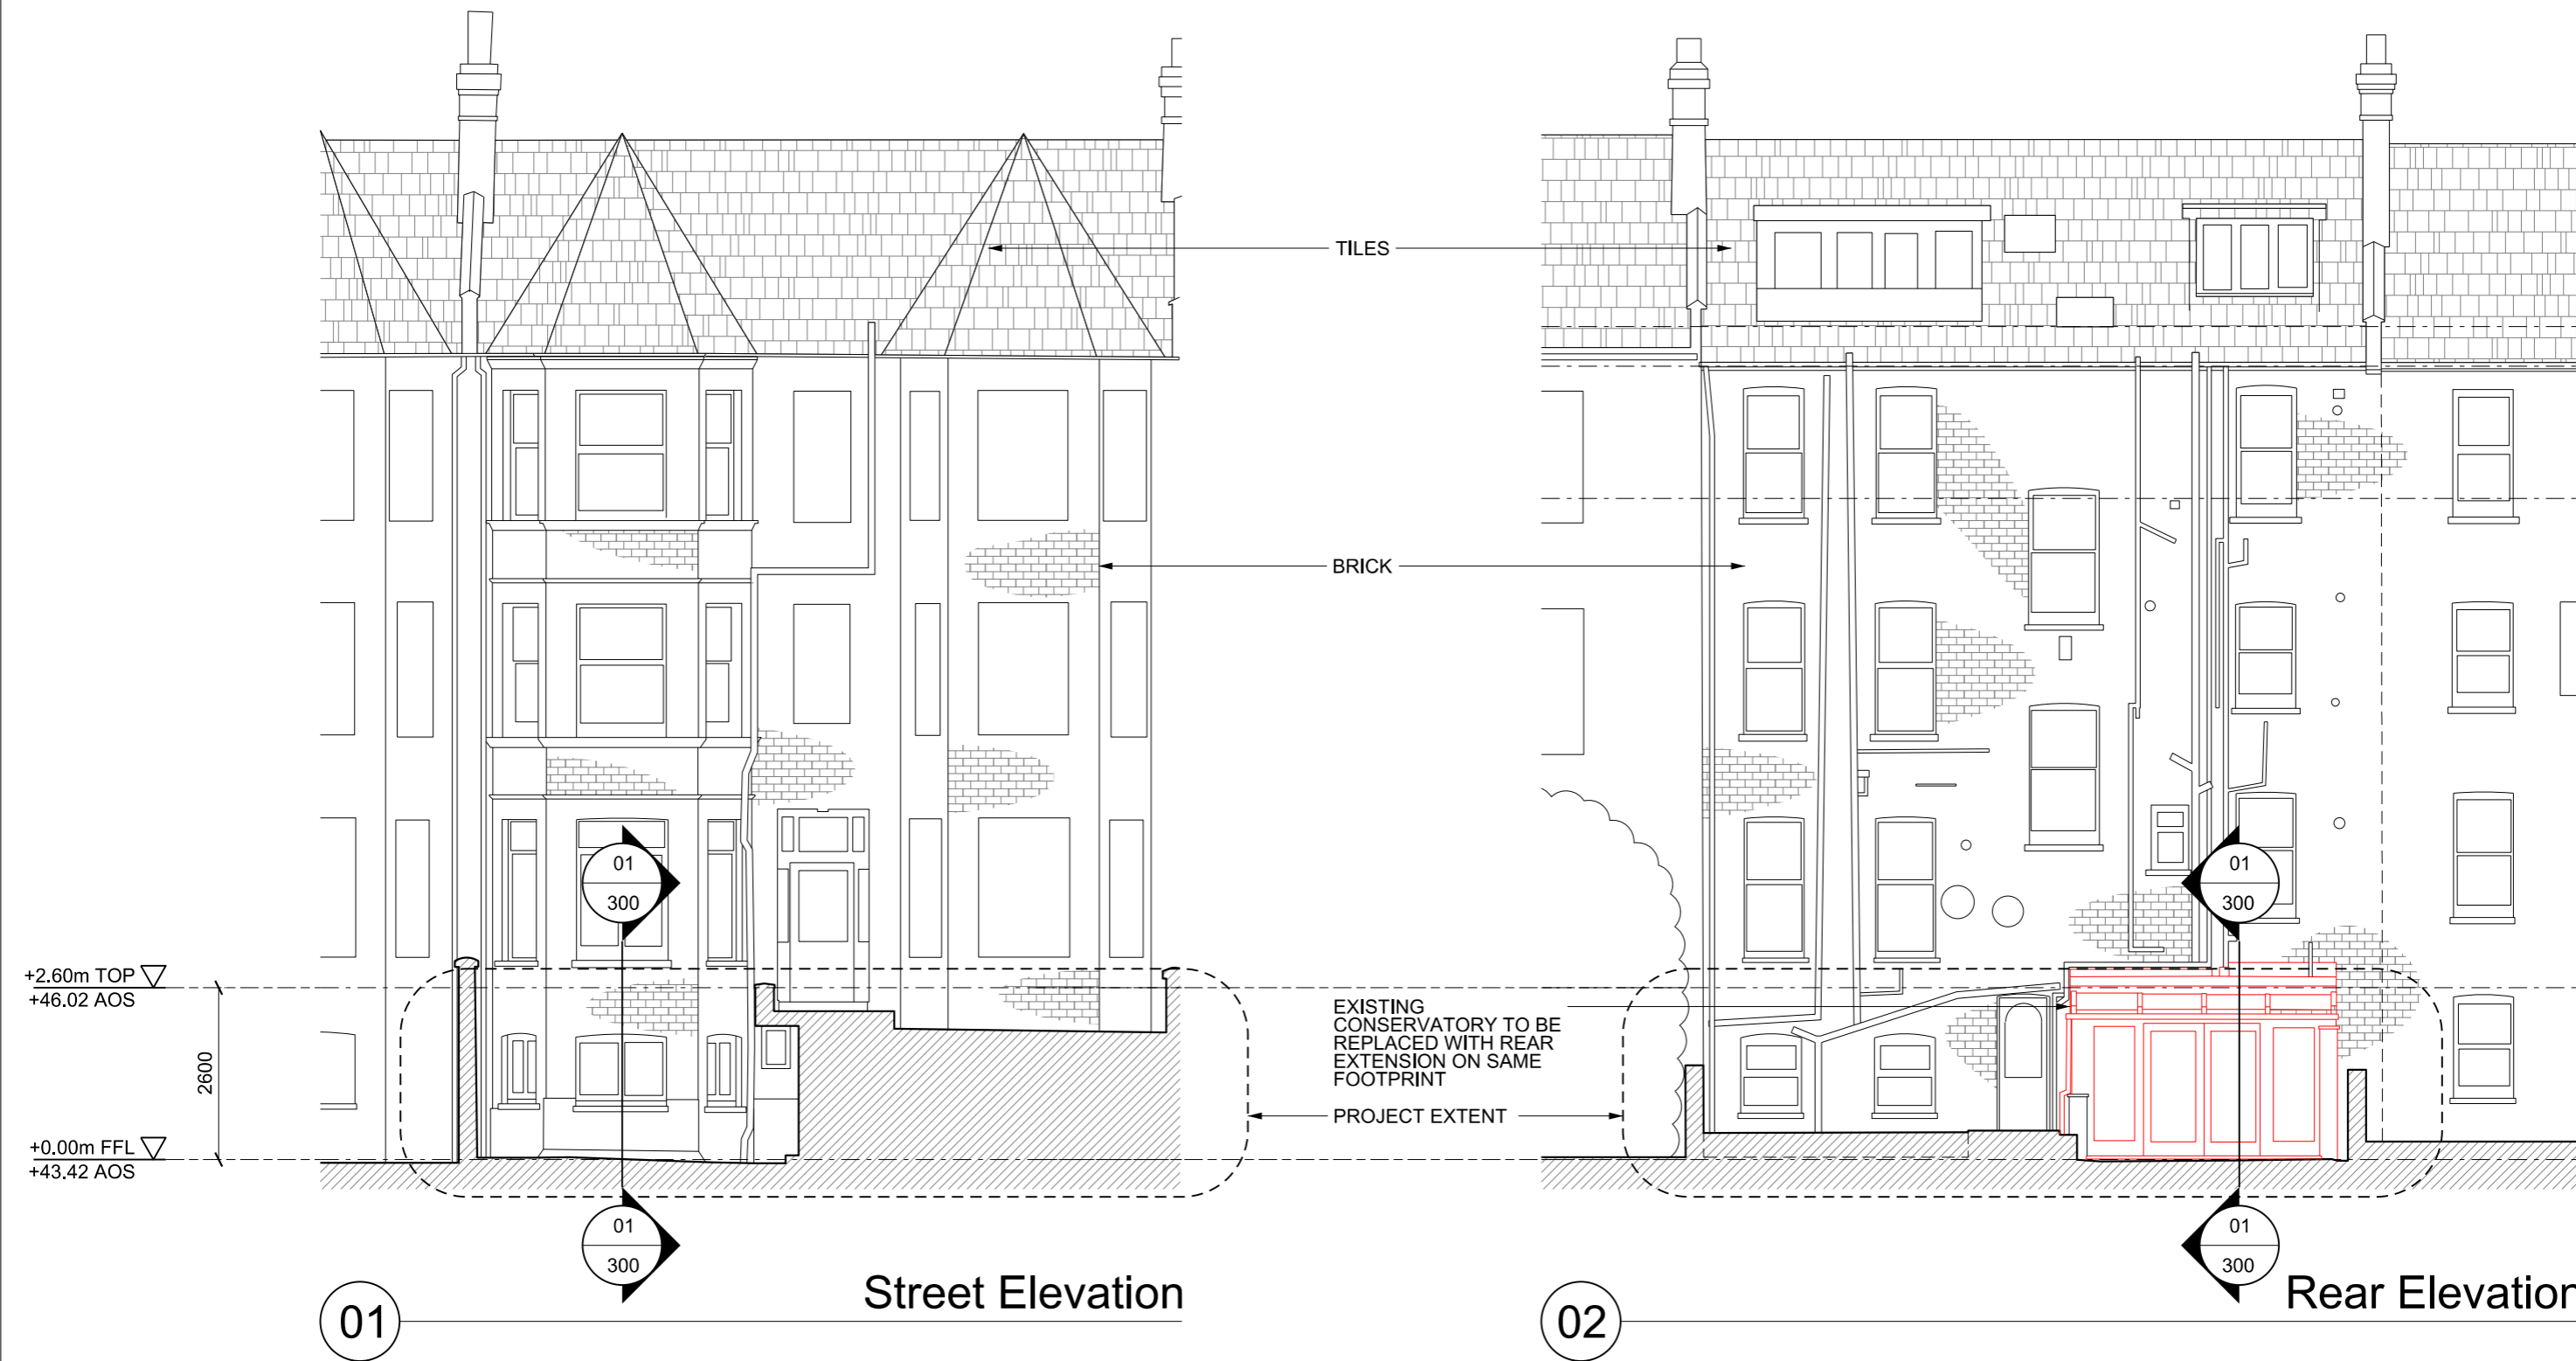 TILES
BRICK
01
300
01
300
+2.60m TOP
+46.02 AOS
2600
+0.00m FFL
+43.42 AOS
EXISTING
CONSERVATORY TO BE
REPLACED WITH REAR
EXTENSION ON SAME
FOOTPRINT
PROJECT EXTENT
01
300
01
300
01
Street Elevation
02
Rear Elevation